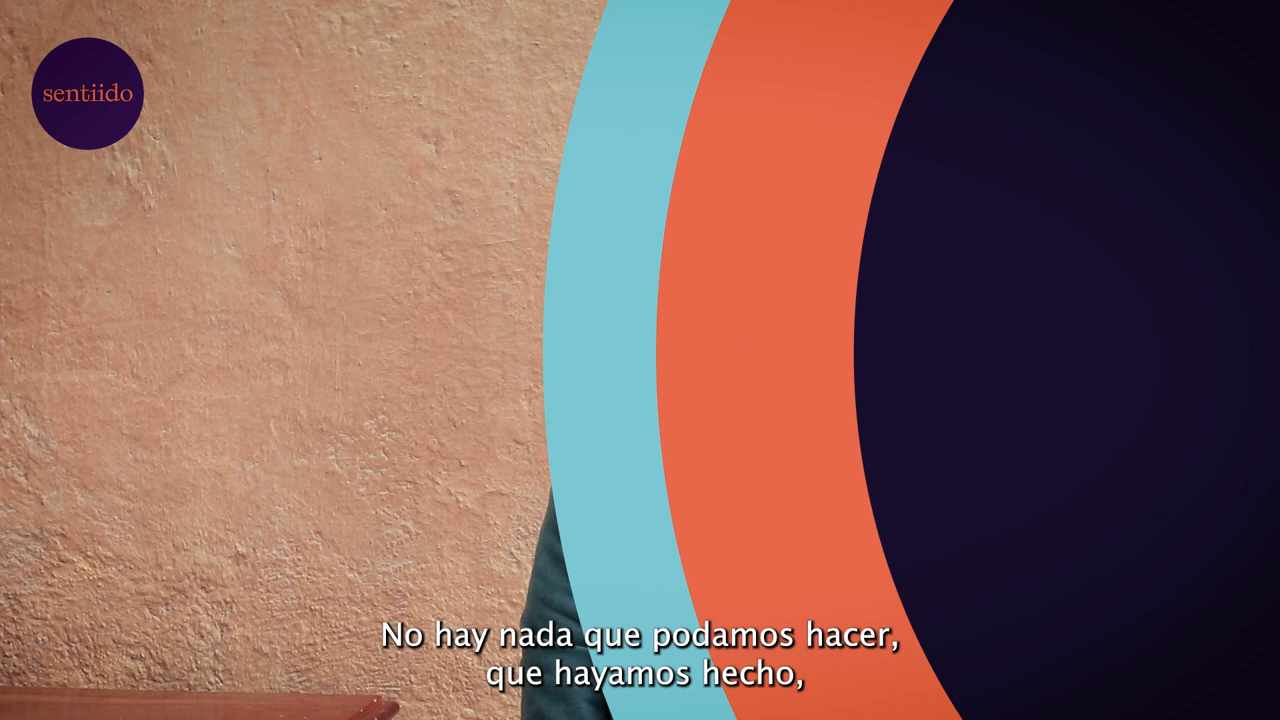 sentiido
No hay nada que podamos hacer,
que hayamos hecho,